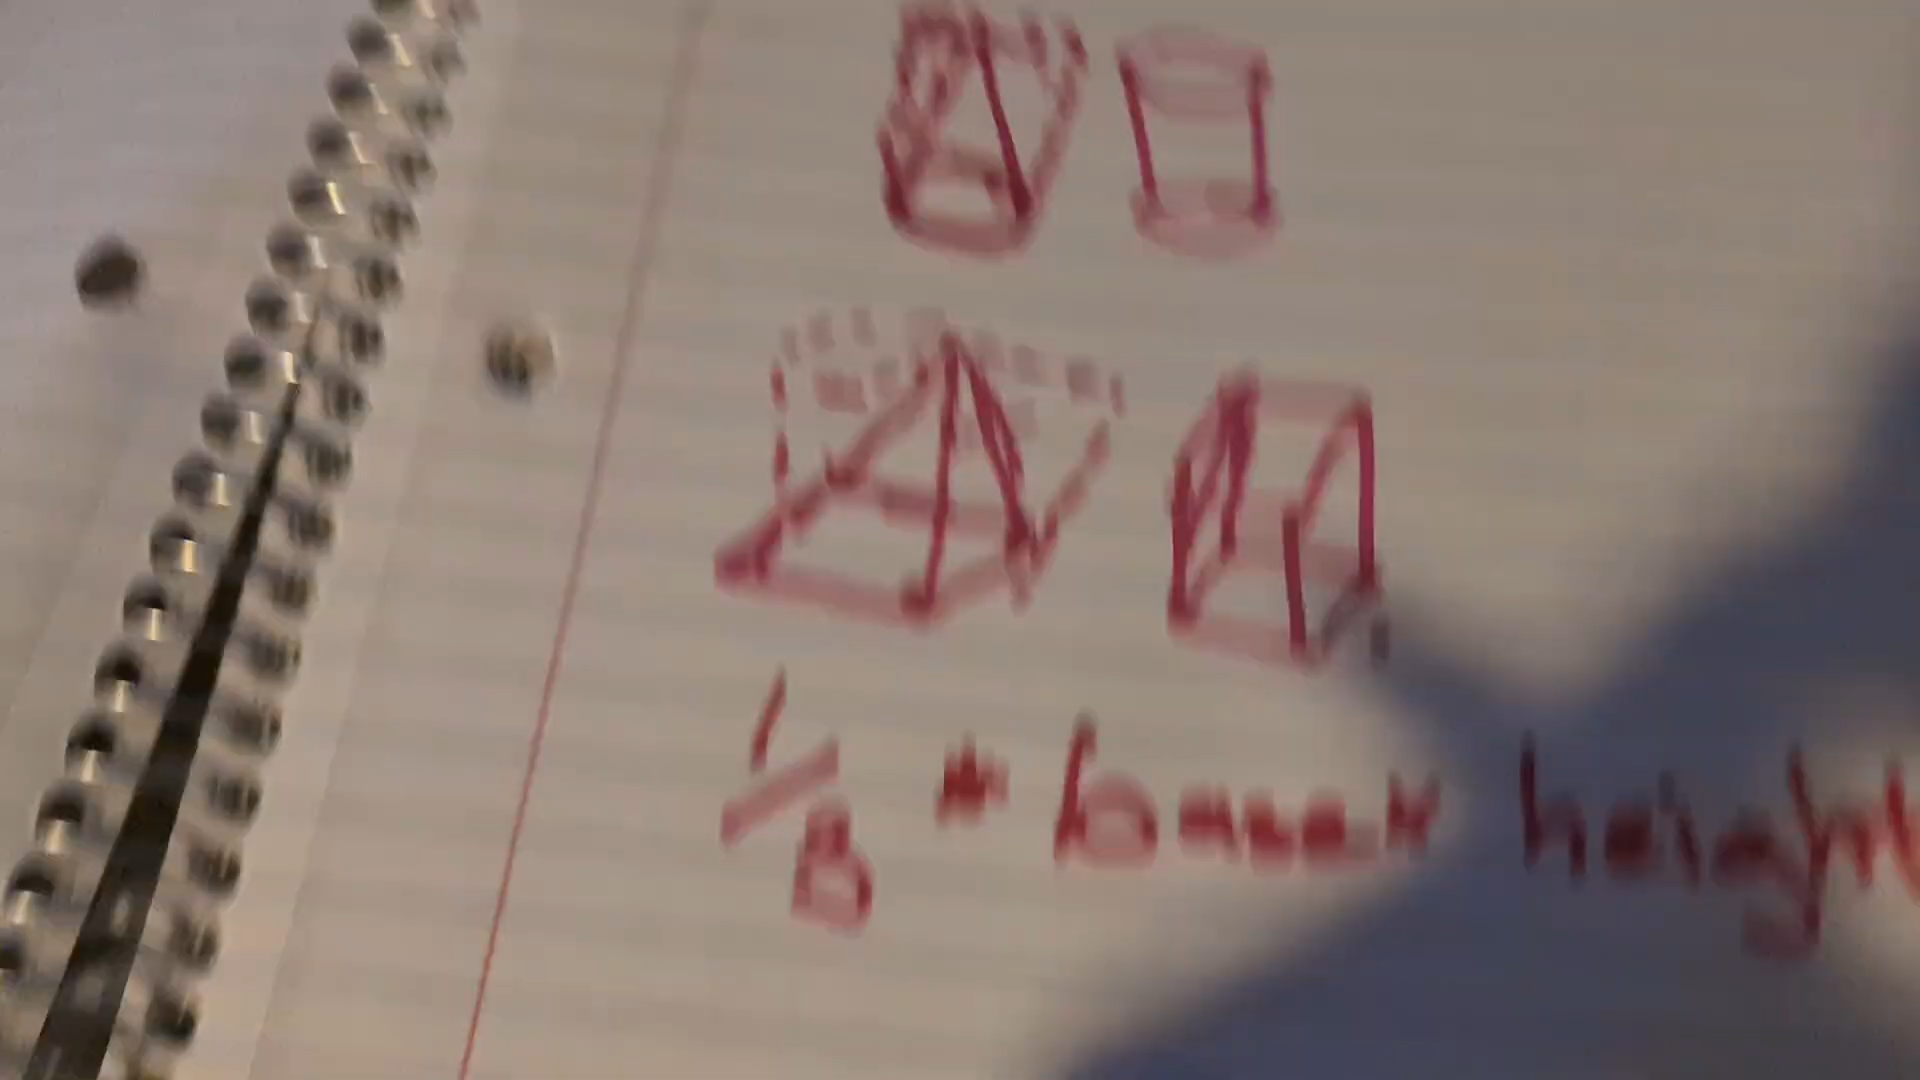 1/3 * base * height